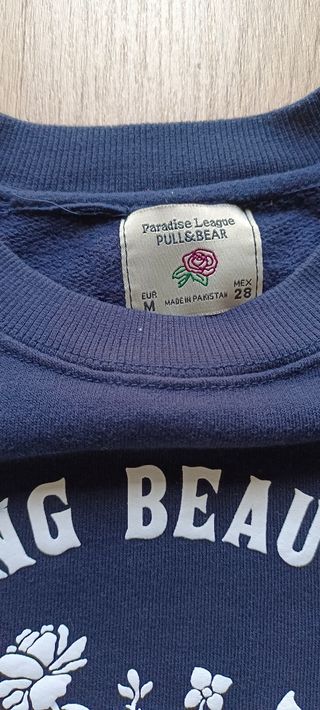 Paradise League
PULL&BEAR
EUR
M
MADE IN PAKISTAN
MEX
28
NG BEAU